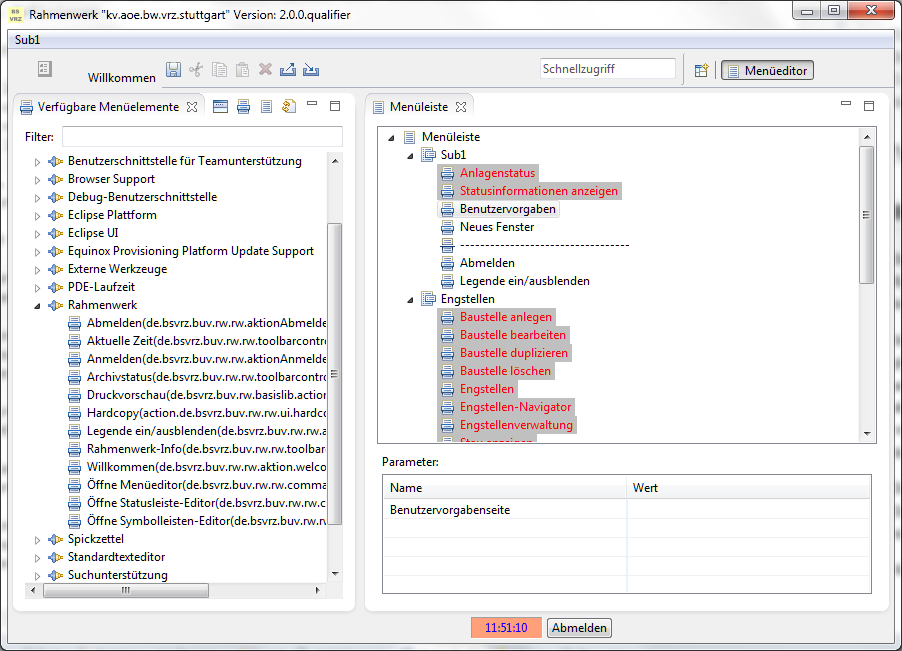 BS
VRZ
Rahmenwerk "kv.aoe.bw.vrz.stuttgart" Version: 2.0.0.qualifier
Sub1
Willkommen
Schnellzugriff
Menüeditor
Verfügbare Menüelemente
Filter:
Benutzerschnittstelle für Teamunterstützung
Browser Support
Debug-Benutzerschnittstelle
Eclipse Plattform
Eclipse UI
Equinox Provisioning Platform Update Support
Externe Werkzeuge
PDE-Laufzeit
Rahmenwerk
Abmelden(de.bsvrz.buv.rw.rw.aktionAbmelde
Aktuelle Zeit(de.bsvrz.buv.rw.rw.toolbarcontr
Anmelden(de.bsvrz.buv.rw.rw.aktionAnmelde
Archivstatus(de.bsvrz.buv.rw.rw.toolbarcontr
Druckvorschau(de.bsvrz.buv.rw.basislib.action
Hardcopy(action.de.bsvrz.buv.rw.rw.ui.hardco
Legende ein/ausblenden(de.bsvrz.buv.rw.rw.a
Rahmenwerk-Info(de.bsvrz.buv.rw.rw.toolbar
Willkommen(de.bsvrz.buv.rw.rw.aktion.welco
Öffne Menüeditor(de.bsvrz.buv.rw.rw.comma
Öffne Statusleiste-Editor(de.bsvrz.buv.rw.rw.c
Öffne Symbolleisten-Editor(de.bsvrz.buv.rw.rw
Spickzettel
Standardtexteditor
Suchunterstützung
Menüleiste
Menüleiste
Sub1
Anlagenstatus
Statusinformationen anzeigen
Benutzervorgaben
Neues Fenster
----------------------------------
Abmelden
Legende ein/ausblenden
Engstellen
Baustelle anlegen
Baustelle bearbeiten
Baustelle duplizieren
Baustelle löschen
Engstellen
Engstellen-Navigator
Engstellenverwaltung
Parameter:
Name Wert
Benutzervorgabenseite
11:51:10 Abmelden